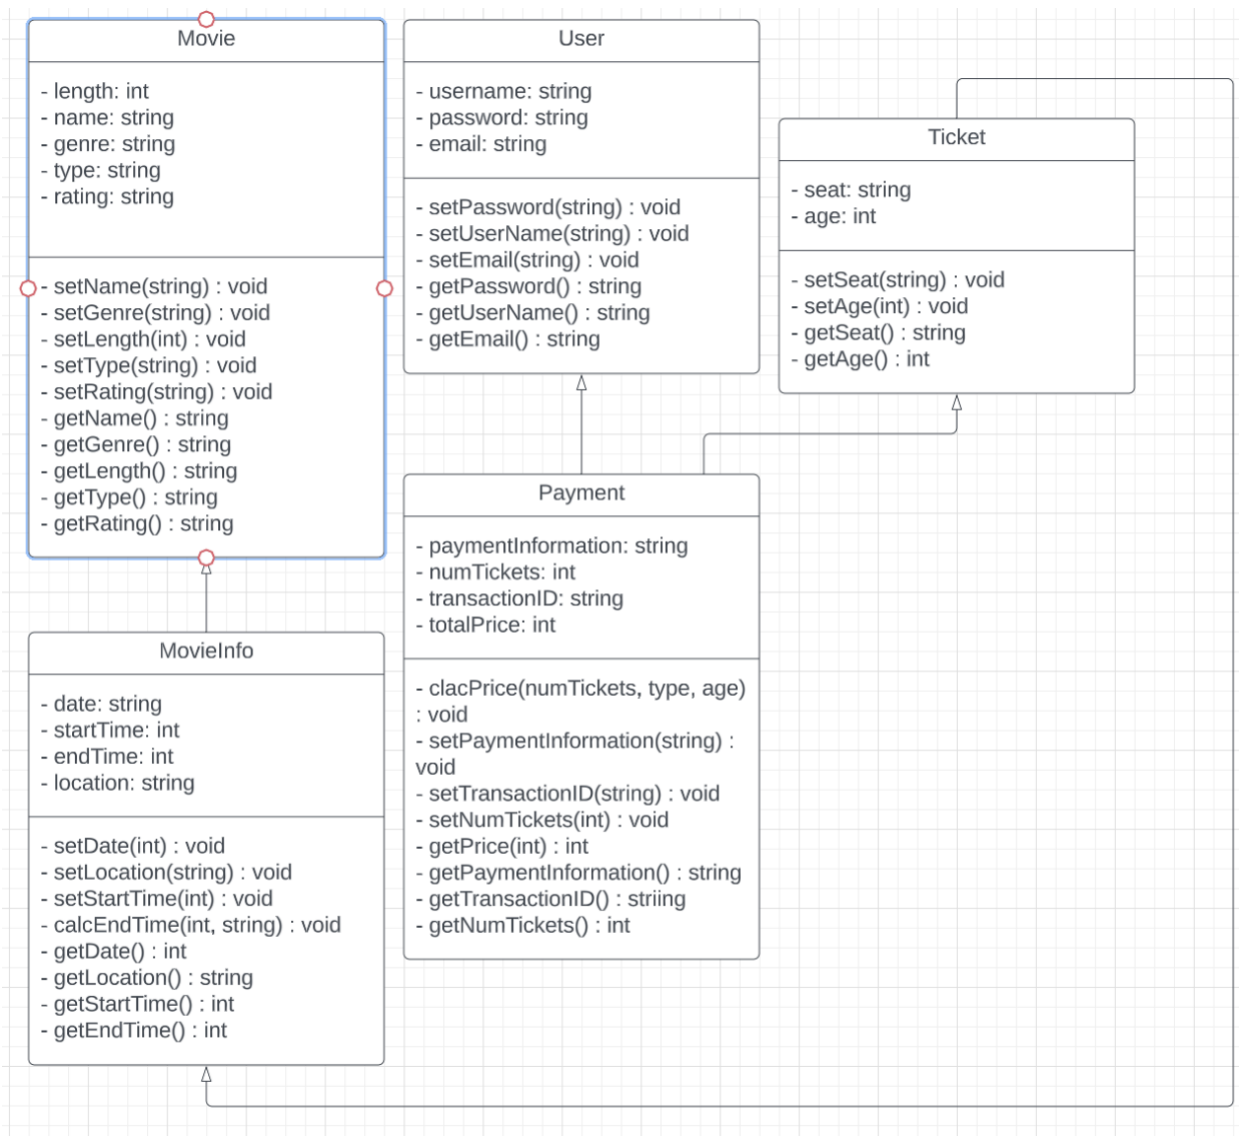 Movie
- length: int
- name: string
- genre: string
- type: string
- rating: string
- setName(string) : void
- setGenre(string) : void
- setLength(int) : void
- setType(string) : void
- setRating(string) : void
- getName() : string
- getGenre() : string
- getLength() : string
- getType() : string
- getRating() : string
User
- username: string
- password: string
- email: string
- setPassword(string) : void
- setUserName(string) : void
- setEmail(string) : void
- getPassword() : string
- getUserName() : string
- getEmail() : string
Ticket
- seat: string
- age: int
- setSeat(string) : void
- setAge(int) : void
- getSeat() : string
- getAge() : int
MovieInfo
- date: string
- startTime: int
- endTime: int
- location: string
- setDate(int) : void
- setLocation(string) : void
- setStartTime(int) : void
- calcEndTime(int, string) : void
- getDate() : int
- getLocation() : string
- getStartTime() : int
- getEndTime() : int
Payment
- paymentInformation: string
- numTickets: int
- transactionID: string
- totalPrice: int
- clacPrice(numTickets, type, age)
: void
- setPaymentInformation(string) :
void
- setTransactionID(string) : void
- setNumTickets(int) : void
- getPrice(int) : int
- getPaymentInformation() : string
- getTransactionID() : striing
- getNumTickets() : int